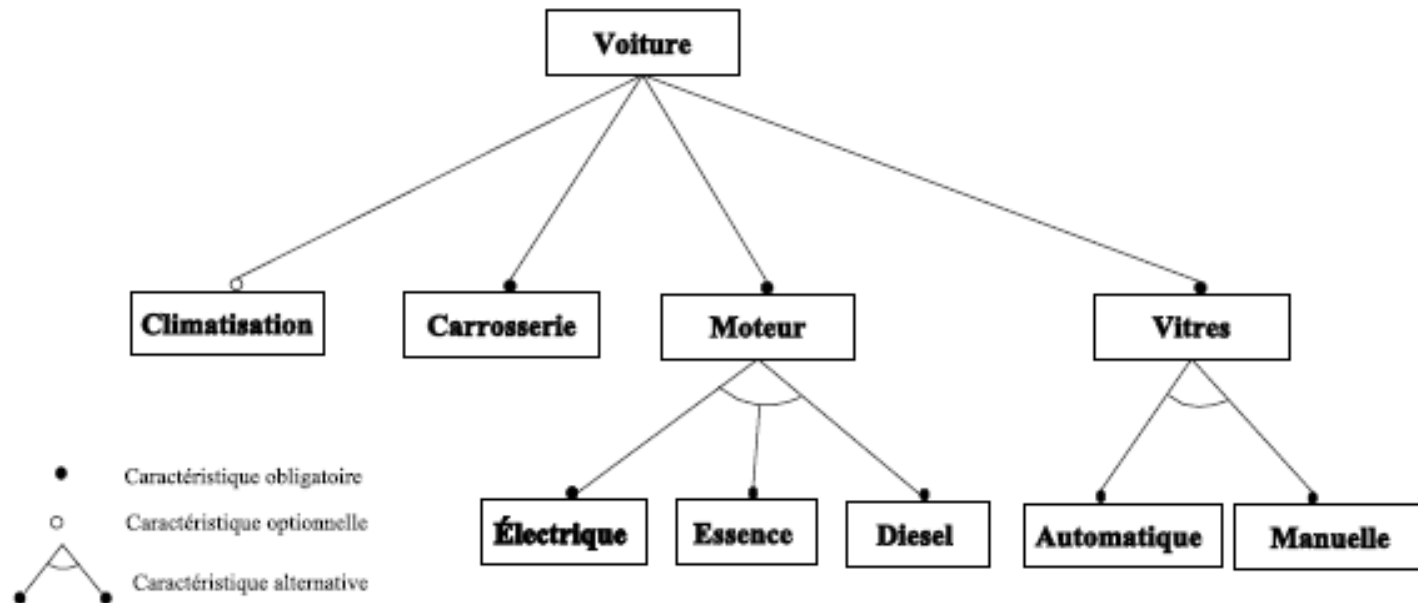 Voiture
Climatisation
Carrosserie
Moteur
Vitres
Électrique
Essence
Diesel
Automatique
Manuelle
Caractéristique obligatoire
Caractéristique optionnelle
Caractéristique alternative